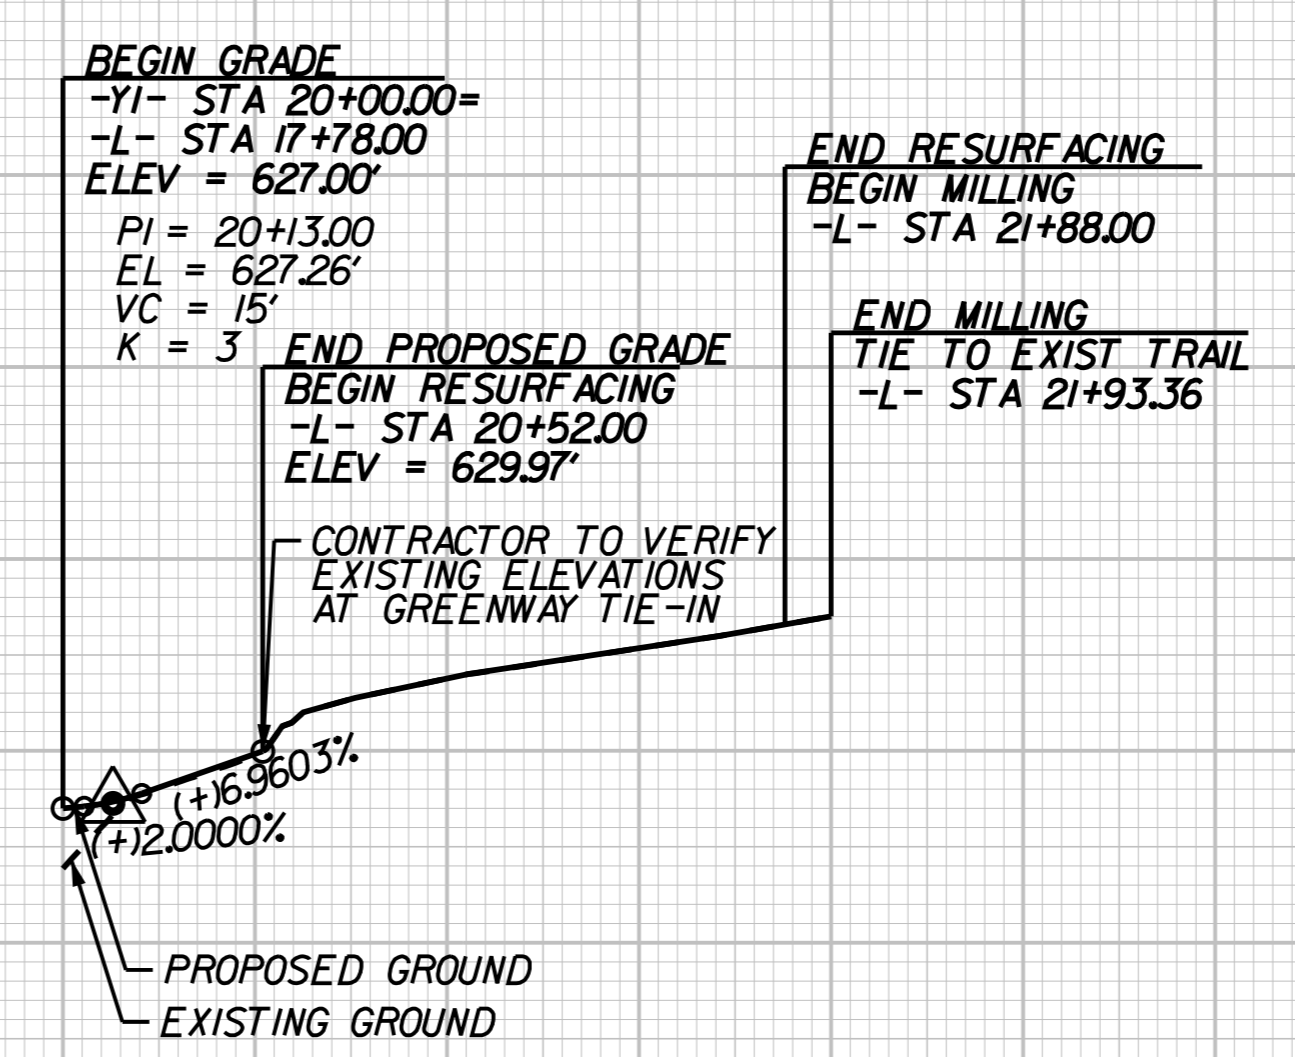 BEGIN GRADE
-Y1- STA 20+00.00=
-L- STA 17+78.00
ELEV = 627.00'
PI = 20+13.00
EL = 627.26'
VC = 15'
K = 3
END PROPOSED GRADE
BEGIN RESURFACING
-L- STA 20+52.00
ELEV = 629.97'
CONTRACTOR TO VERIFY
EXISTING ELEVATIONS
AT GREENWAY TIE-IN
END RESURFACING
BEGIN MILLING
-L- STA 21+88.00
END MILLING
TIE TO EXIST TRAIL
-L- STA 21+93.36
(+)6.9603%
(+)2.0000%
PROPOSED GROUND
EXISTING GROUND